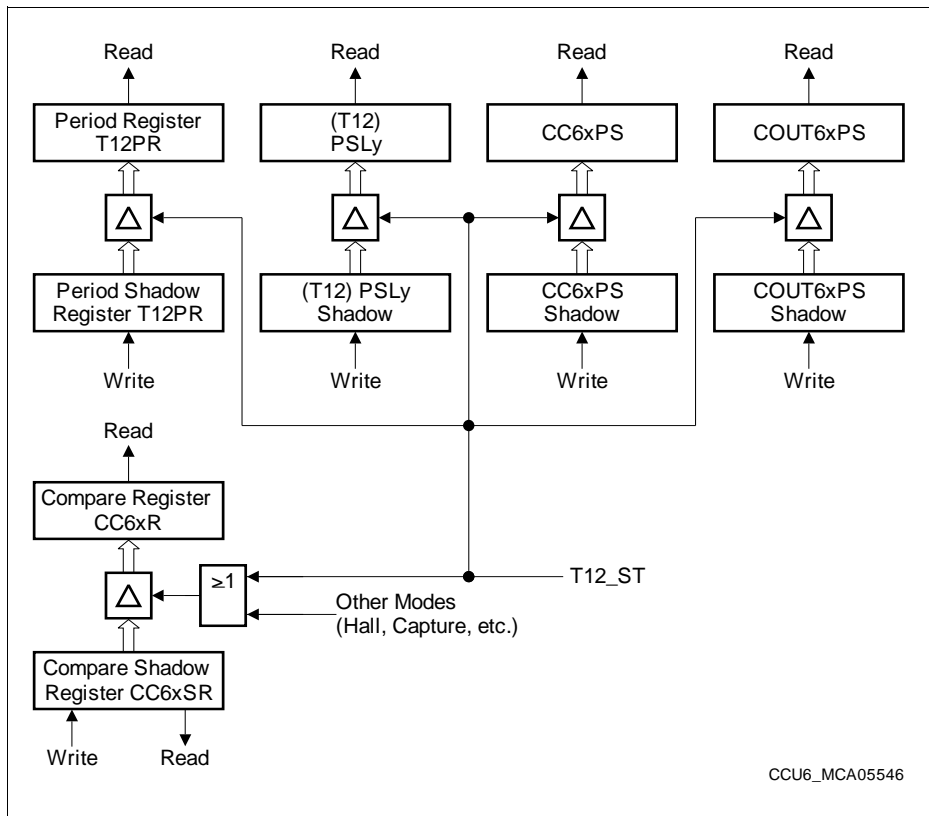 Read
Read
Read
Read
Period Register
T12PR
(T12)
PSLy
CC6xPS
COUT6xPS
Period Shadow
Register T12PR
(T12) PSLy
Shadow
CC6xPS
Shadow
COUT6xPS
Shadow
Write
Write
Write
Write
Read
Compare Register
CC6xR
≥1
T12_ST
Other Modes
(Hall, Capture, etc.)
Compare Shadow
Register CC6xSR
Write
Read
CCU6_MCA05546